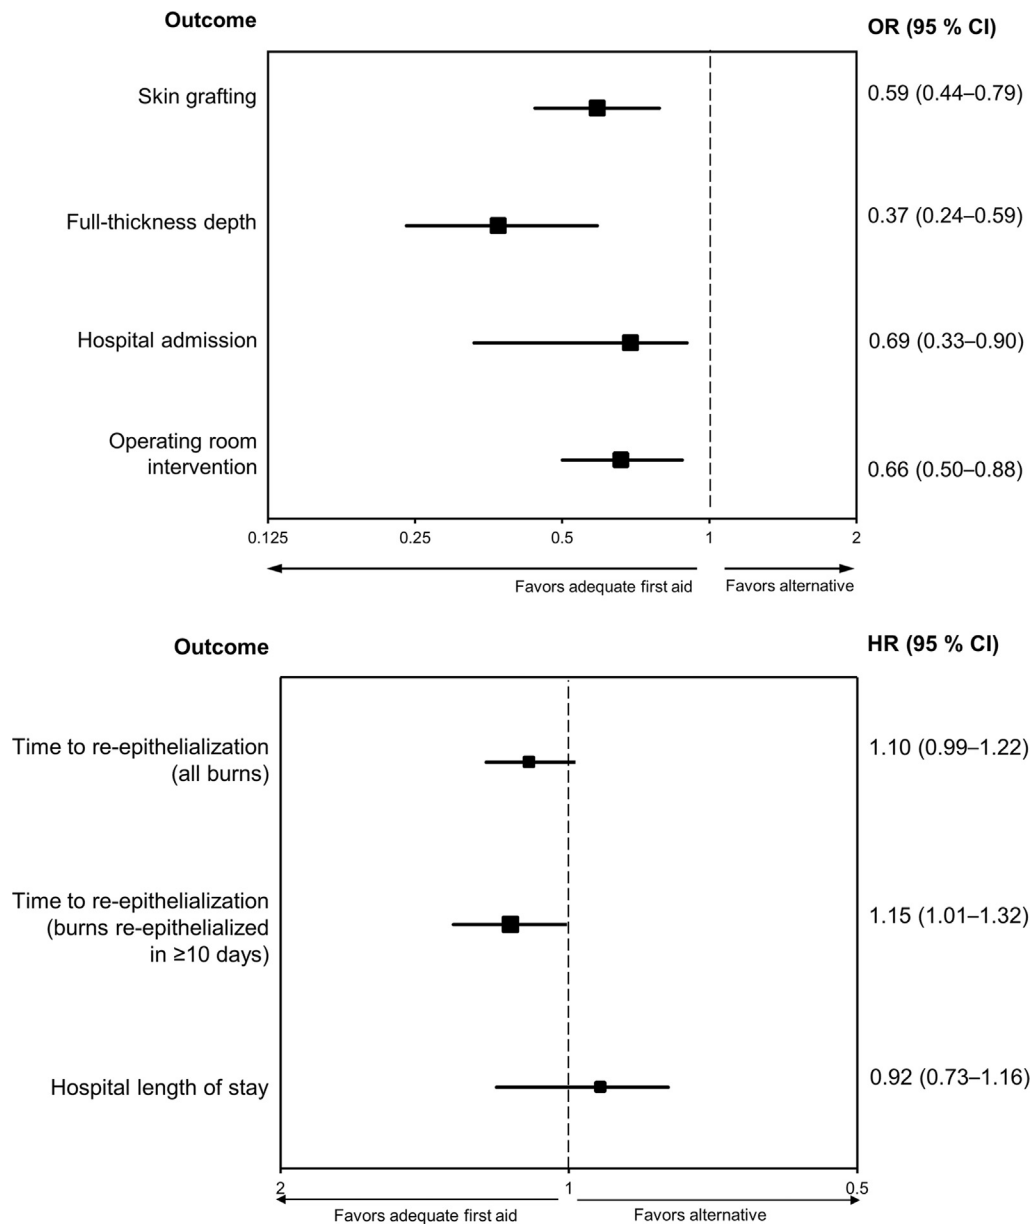 Outcome
OR (95 % CI)
Skin grafting
0.59 (0.44–0.79)
Full-thickness depth
0.37 (0.24–0.59)
Hospital admission
0.69 (0.33–0.90)
Operating room
intervention
0.66 (0.50–0.88)
0.125 0.25 0.5 1 2
Favors adequate first aid Favors alternative
Outcome
HR (95 % CI)
Time to re-epithelialization
(all burns)
1.10 (0.99–1.22)
Time to re-epithelialization
(burns re-epithelialized
in ≥10 days)
1.15 (1.01–1.32)
Hospital length of stay
0.92 (0.73–1.16)
2 1 0.5
Favors adequate first aid Favors alternative